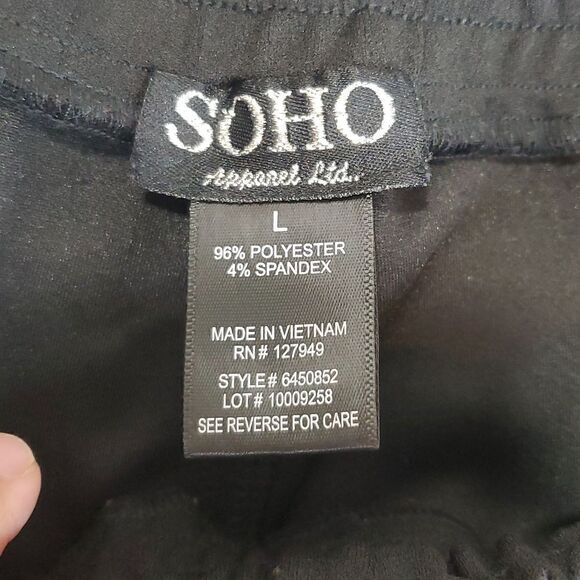 SOHO
Apparel Ltd..
L
96% POLYESTER
4% SPANDEX
MADE IN VIETNAM
RN# 127949
STYLE# 6450852
LOT# 10009258
SEE REVERSE FOR CARE